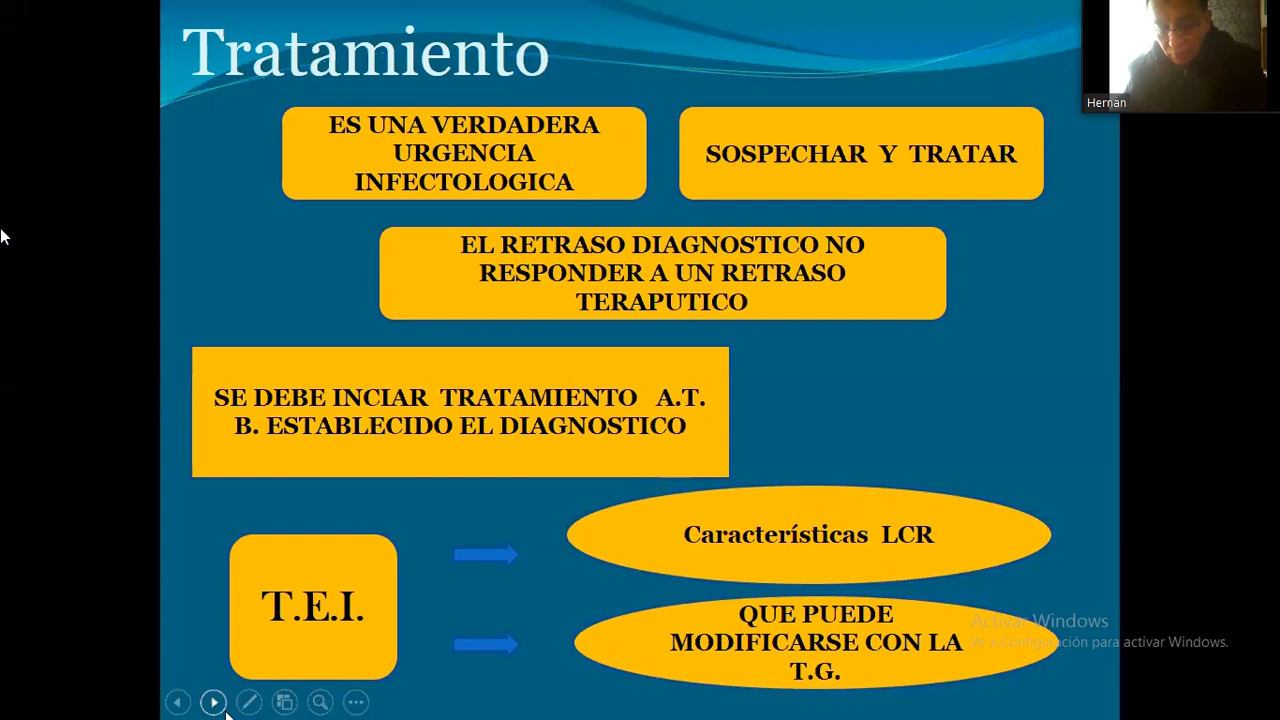 Tratamiento
Hernan
ES UNA VERDADERA
URGENCIA
INFECTOLOGICA
SOSPECHAR Y TRATAR
EL RETRASO DIAGNOSTICO NO
RESPONDER A UN RETRASO
TERAPUTICO
SE DEBE INCIAR TRATAMIENTO A.T.
B. ESTABLECIDO EL DIAGNOSTICO
T.E.I.
Características LCR
QUE PUEDE
MODIFICARSE CON LA
T.G.
Activar Windows
Ve a Configuración para activar Windows.